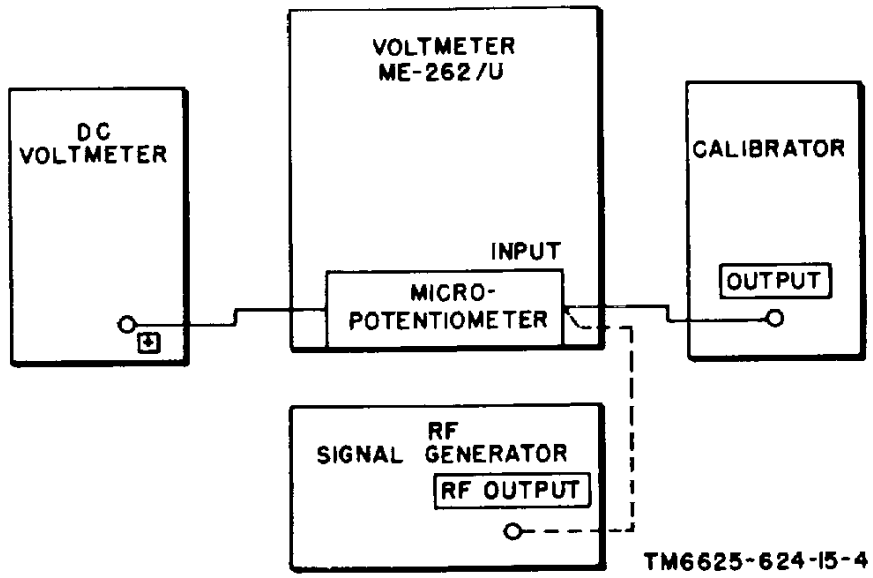 VOLTMETER
ME-262/U
DC
VOLTMETER
CALIBRATOR
INPUT
MICRO-
POTENTIOMETER
OUTPUT
+
RF
SIGNAL GENERATOR
RF OUTPUT
TM6625-624-15-4